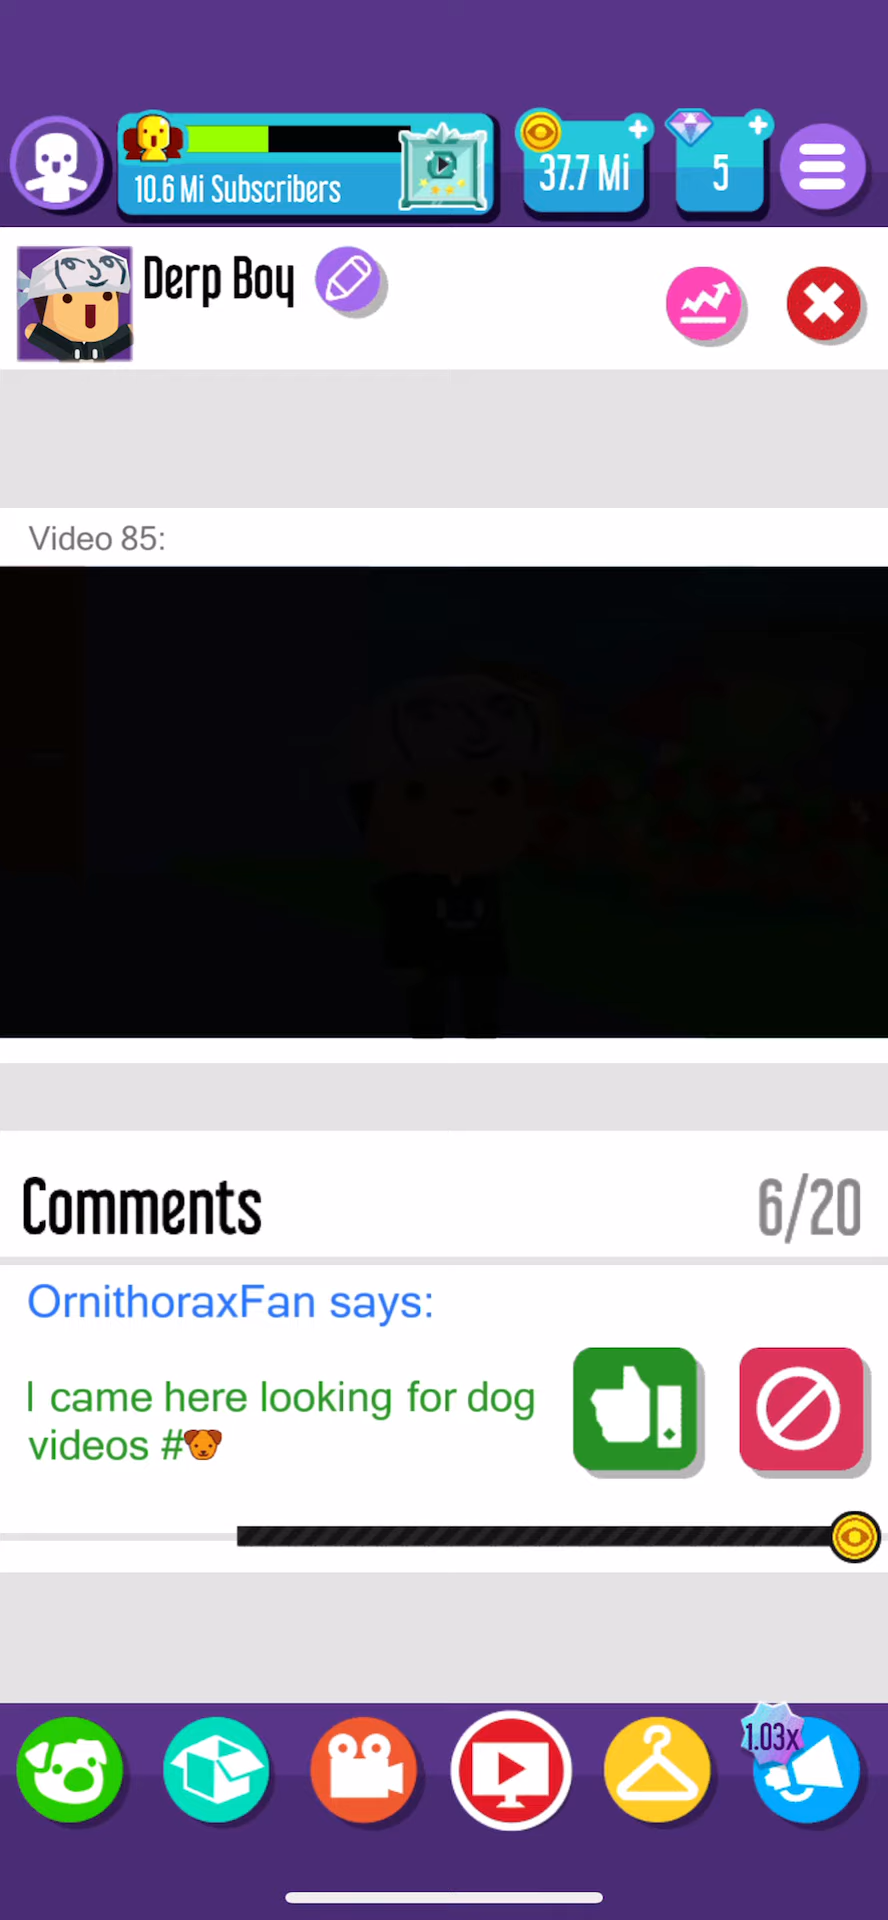 10.6 Mi Subscribers
37.7 Mi
5
Derp Boy
Video 85:
Comments
6/20
OrnithoraxFan says:
I came here looking for dog
videos #🐶
1.03x